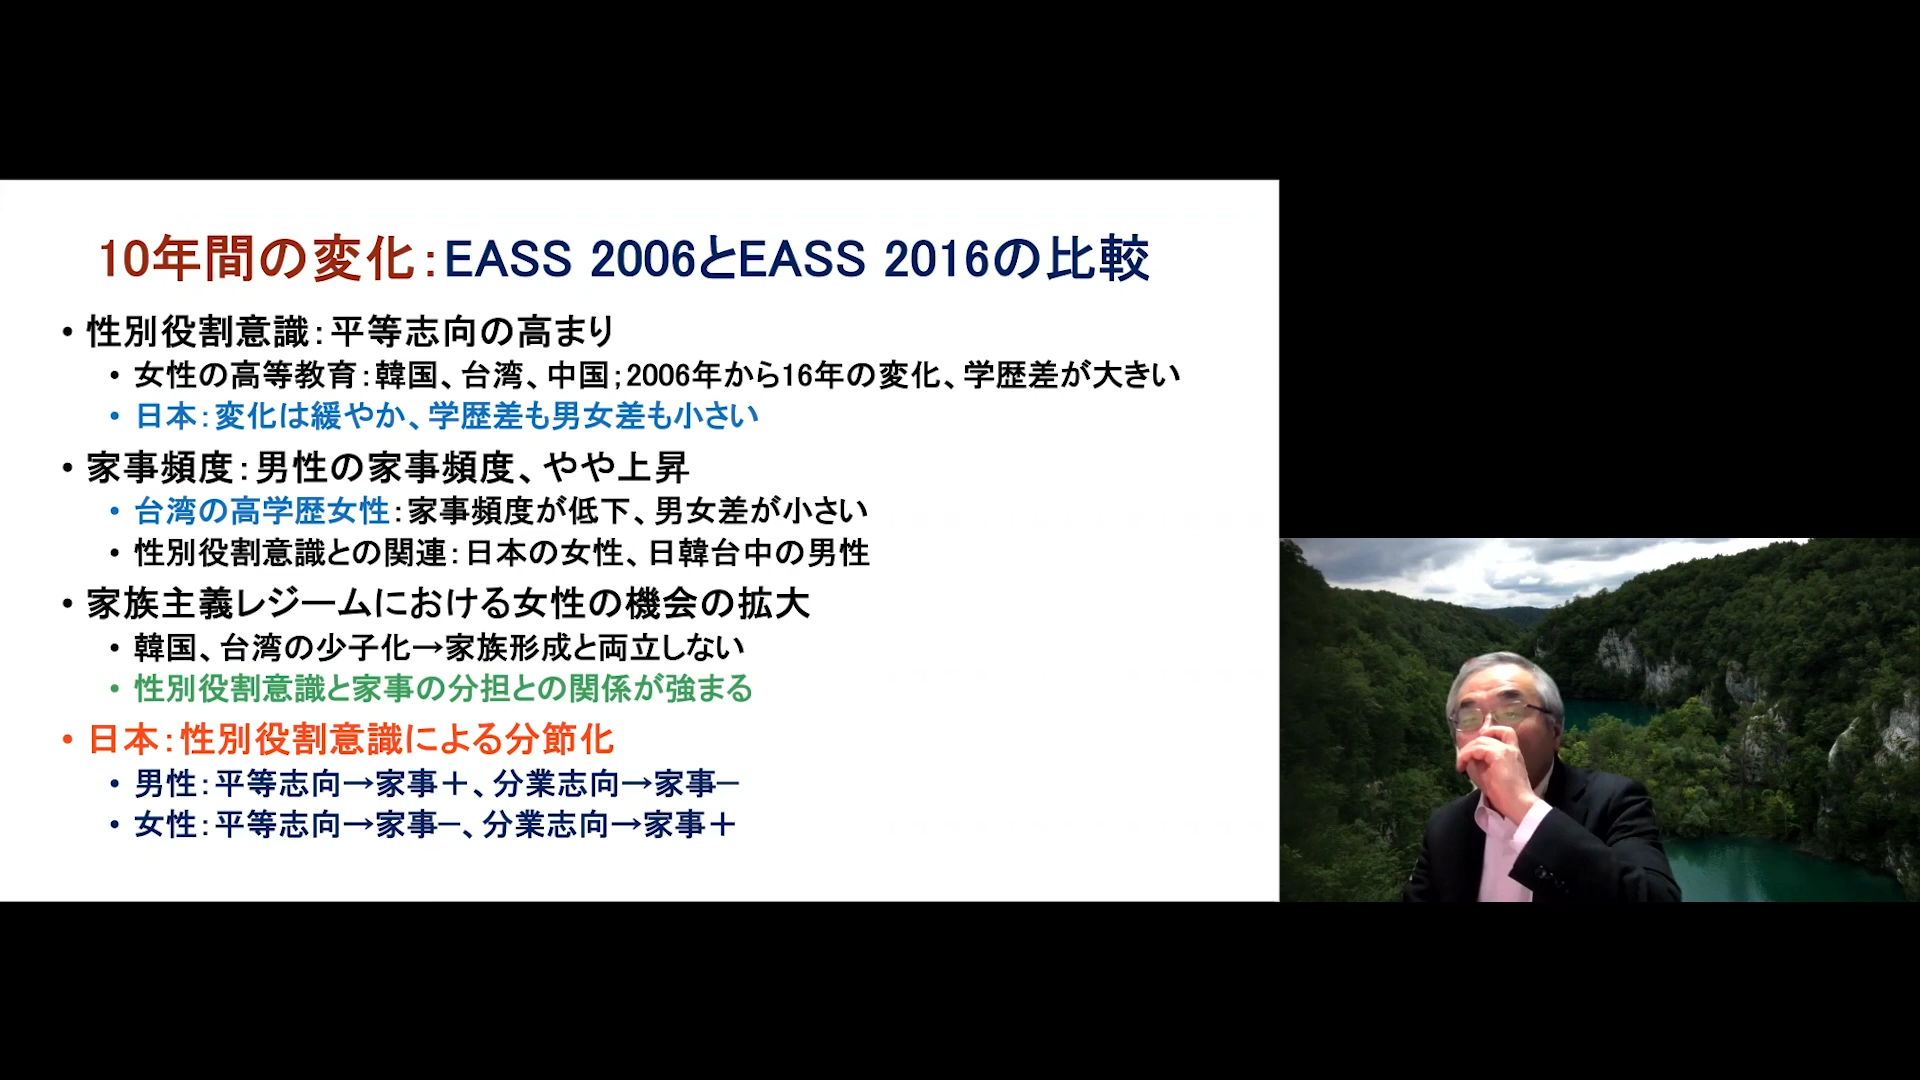 10年間の変化：EASS 2006とEASS 2016の比較
• 性別役割意識：平等志向の高まり
• 女性の高等教育：韓国、台湾、中国；2006年から16年の変化、学歴差が大きい
• 日本：変化は緩やか、学歴差も男女差も小さい
• 家事頻度：男性の家事頻度、やや上昇
• 台湾の高学歴女性：家事頻度が低下、男女差が小さい
• 性別役割意識との関連：日本の女性、日韓台中の男性
• 家族主義レジームにおける女性の機会の拡大
• 韓国、台湾の少子化→家族形成と両立しない
• 性別役割意識と家事の分担との関係が強まる
• 日本：性別役割意識による分節化
• 男性：平等志向→家事＋、分業志向→家事−
• 女性：平等志向→家事−、分業志向→家事＋